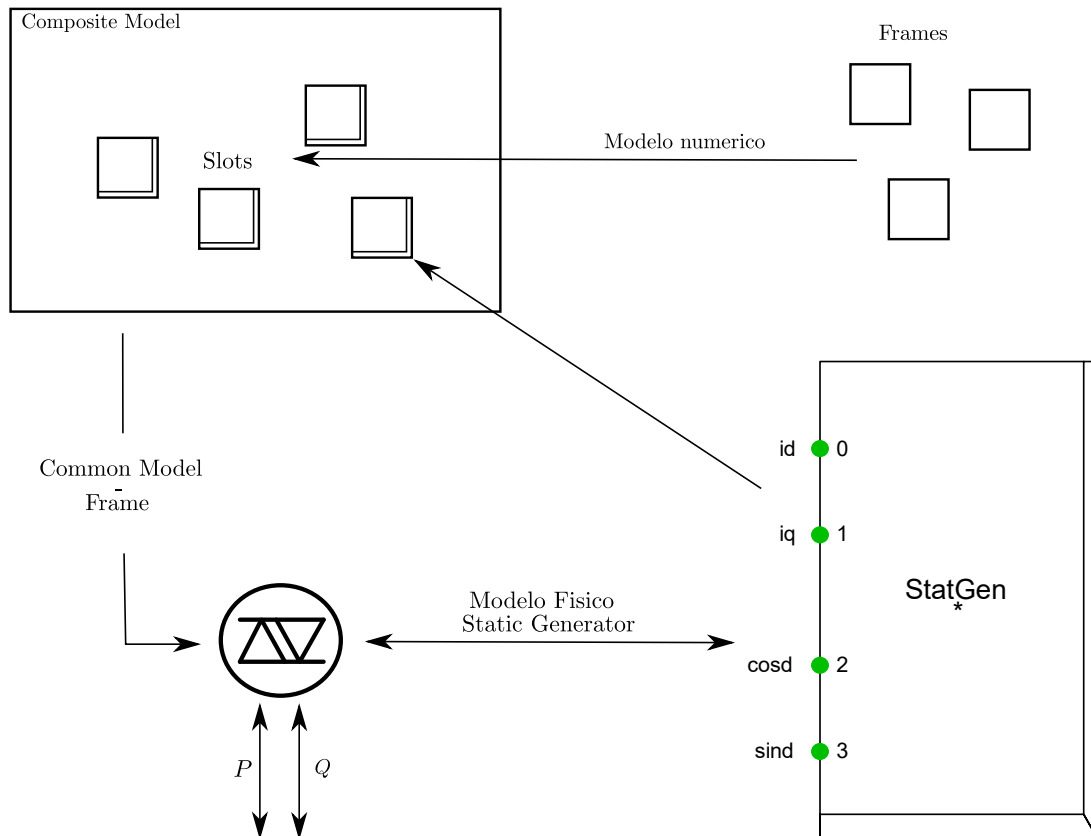 Composite Model
Frames
Modelo numerico
Slots
id 0
Common Model
-
Frame
iq 1
StatGen
*
Modelo Fisico
Static Generator
cosd 2
sind 3
P Q